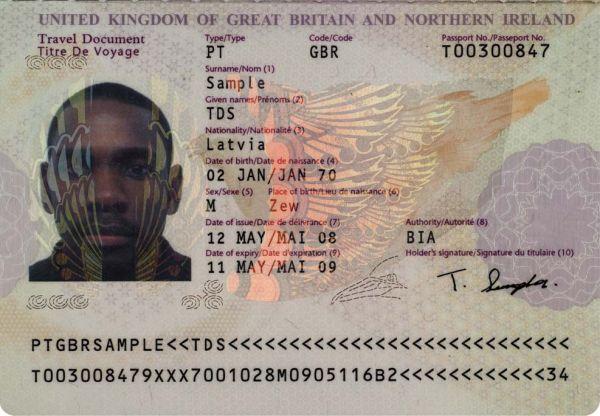 UNITED KINGDOM OF GREAT BRITAIN AND NORTHERN IRELAND
Travel Document
Titre De Voyage
Type/Type Code/Code Passport No./Passeport No.
PT GBR T00300847
Surname/Nom (1)
Sample
Given names/Prénoms (2)
TDS
Nationality/Nationalité (3)
Latvia
Date of birth/Date de naissance (4)
02 JAN/JAN 70
Sex/Sexe (5) Place of birth/Lieu de naissance (6)
M Zew
Date of issue/Date de délivrance (7) Authority/Autorité (8)
12 MAY/MAI 08 BIA
Date of expiry/Date d'expiration (9) Holder's signature/Signature du titulaire (10)
11 MAY/MAI 09
PTGBRSAMPLE<<TDS<<<<<<<<<<<<<<<<<<<<<<<<<<<<
T003008479XXX7001028M0905116B2<<<<<<<<<<<<34